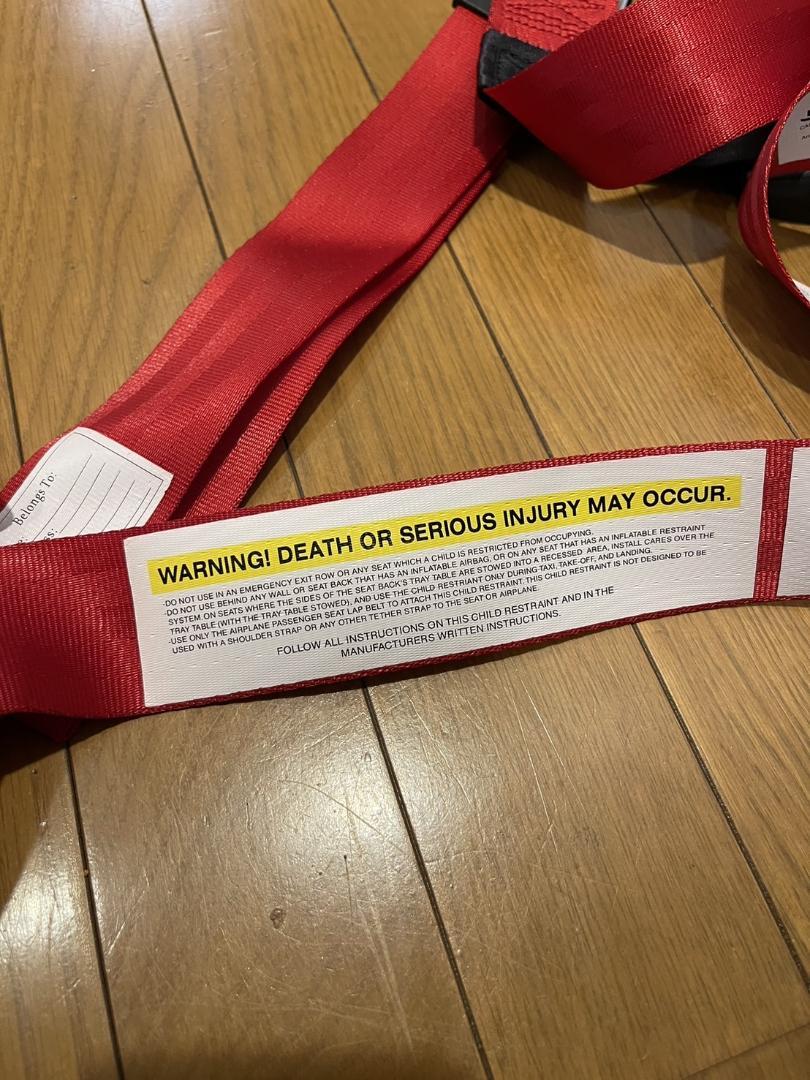 Belongs To:
WARNING! DEATH OR SERIOUS INJURY MAY OCCUR.
·DO NOT USE IN AN EMERGENCY EXIT ROW OR ANY SEAT WHICH A CHILD IS RESTRICTED FROM OCCUPYING.
·DO NOT USE BEHIND ANY WALL OR SEAT BACK THAT HAS AN INFLATABLE AIRBAG, OR ON ANY SEAT THAT HAS AN INFLATABLE RESTRAINT
SYSTEM ON SEATS WHERE THE SIDES OF THE SEAT BACK'S TRAY TABLE ARE STOWED INTO A RECESSED AREA, INSTALL CARES OVER THE
TRAY TABLE (WITH THE TRAY TABLE STOWED), AND USE THE CHILD RESTRIANT ONLY DURING TAXI, TAKE-OFF, AND LANDING.
·USE ONLY THE AIRPLANE PASSENGER SEAT LAP BELT TO ATTACH THIS CHILD RESTRAINT. THIS CHILD RESTRAINT IS NOT DESIGNED TO BE
USED WITH A SHOULDER STRAP OR ANY OTHER TETHER STRAP TO THE SEAT OR AIRPLANE.
FOLLOW ALL INSTRUCTIONS ON THIS CHILD RESTRAINT AND IN THE
MANUFACTURERS WRITTEN INSTRUCTIONS.